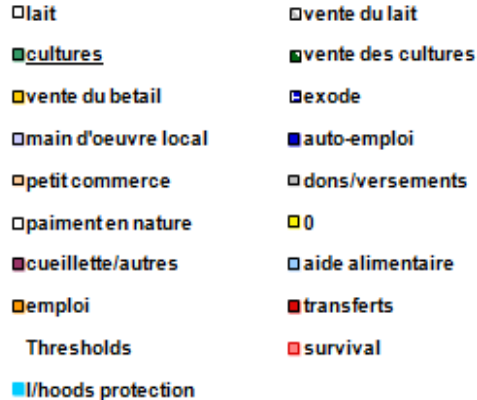 lait
vente du lait
cultures
vente des cultures
vente du betail
exode
main d'oeuvre local
auto-emploi
petit commerce
dons/versements
paiment en nature
0
cueillette/autres
aide alimentaire
emploi
transferts
Thresholds
survival
l/hoods protection